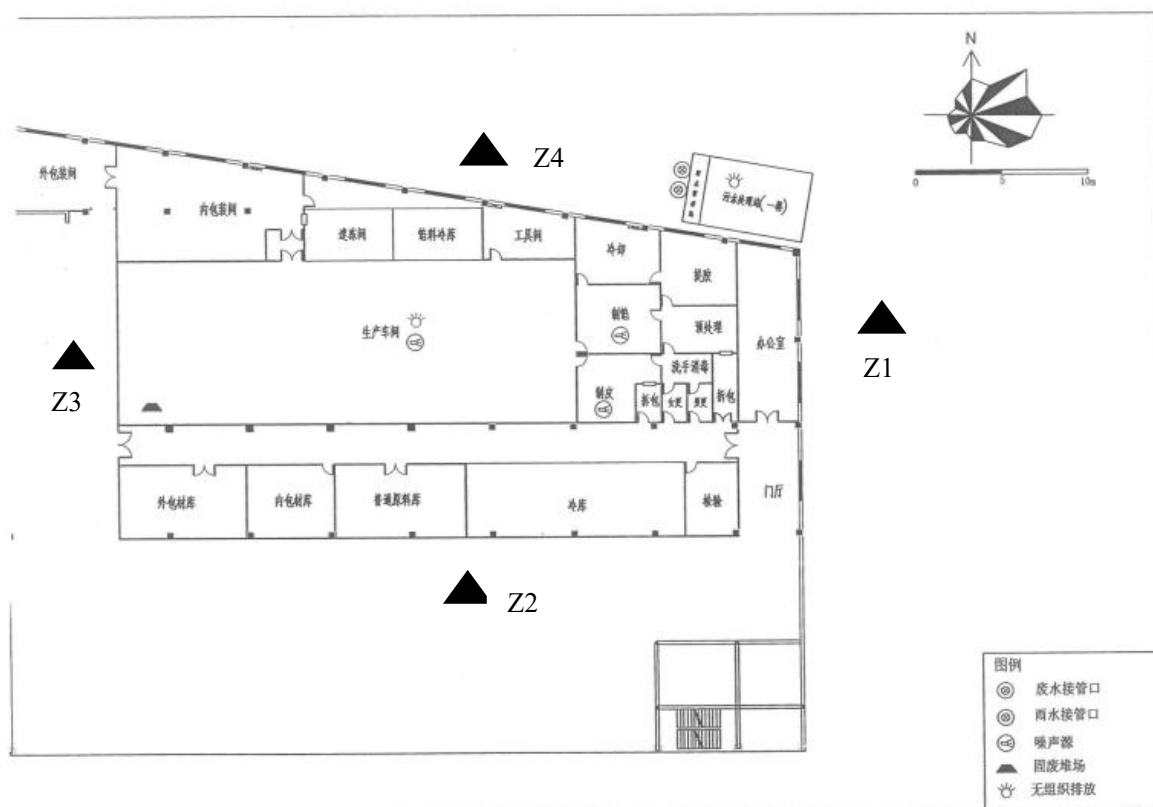 N
0
5
10m
Z4
外包装间
内包装间
速冻间
馅料冷库
工具间
冷却
污水处理站(一套)
脱胶
生产车间
制馅
预处理
办公室
Z1
洗手消毒
Z3
制皮
拆包
女更
男更
拆包
外包材库
内包材库
普通原料库
冷库
检验
门厅
Z2
图例
废水接管口
雨水接管口
噪声源
固废堆场
无组织排放